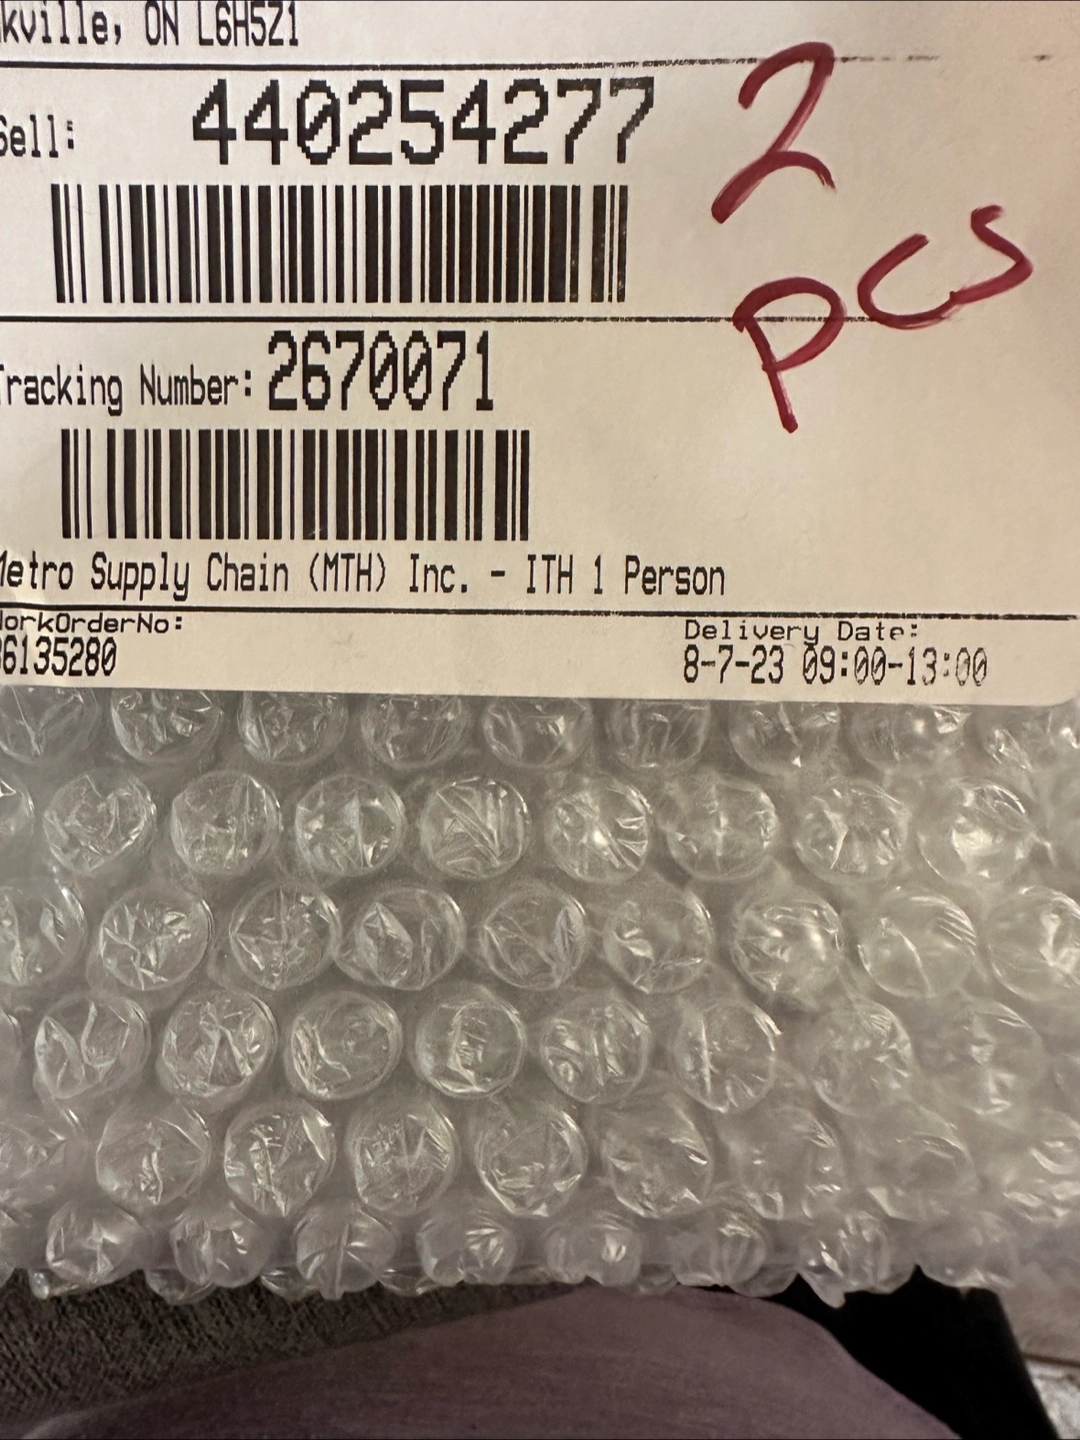 kville, ON L6H5Z1
Sell: 440254277
2
pcs
Tracking Number: 2670071
Metro Supply Chain (MTH) Inc. - ITH 1 Person
WorkOrderNo:
36135280
Delivery Date:
8-7-23 09:00-13:00